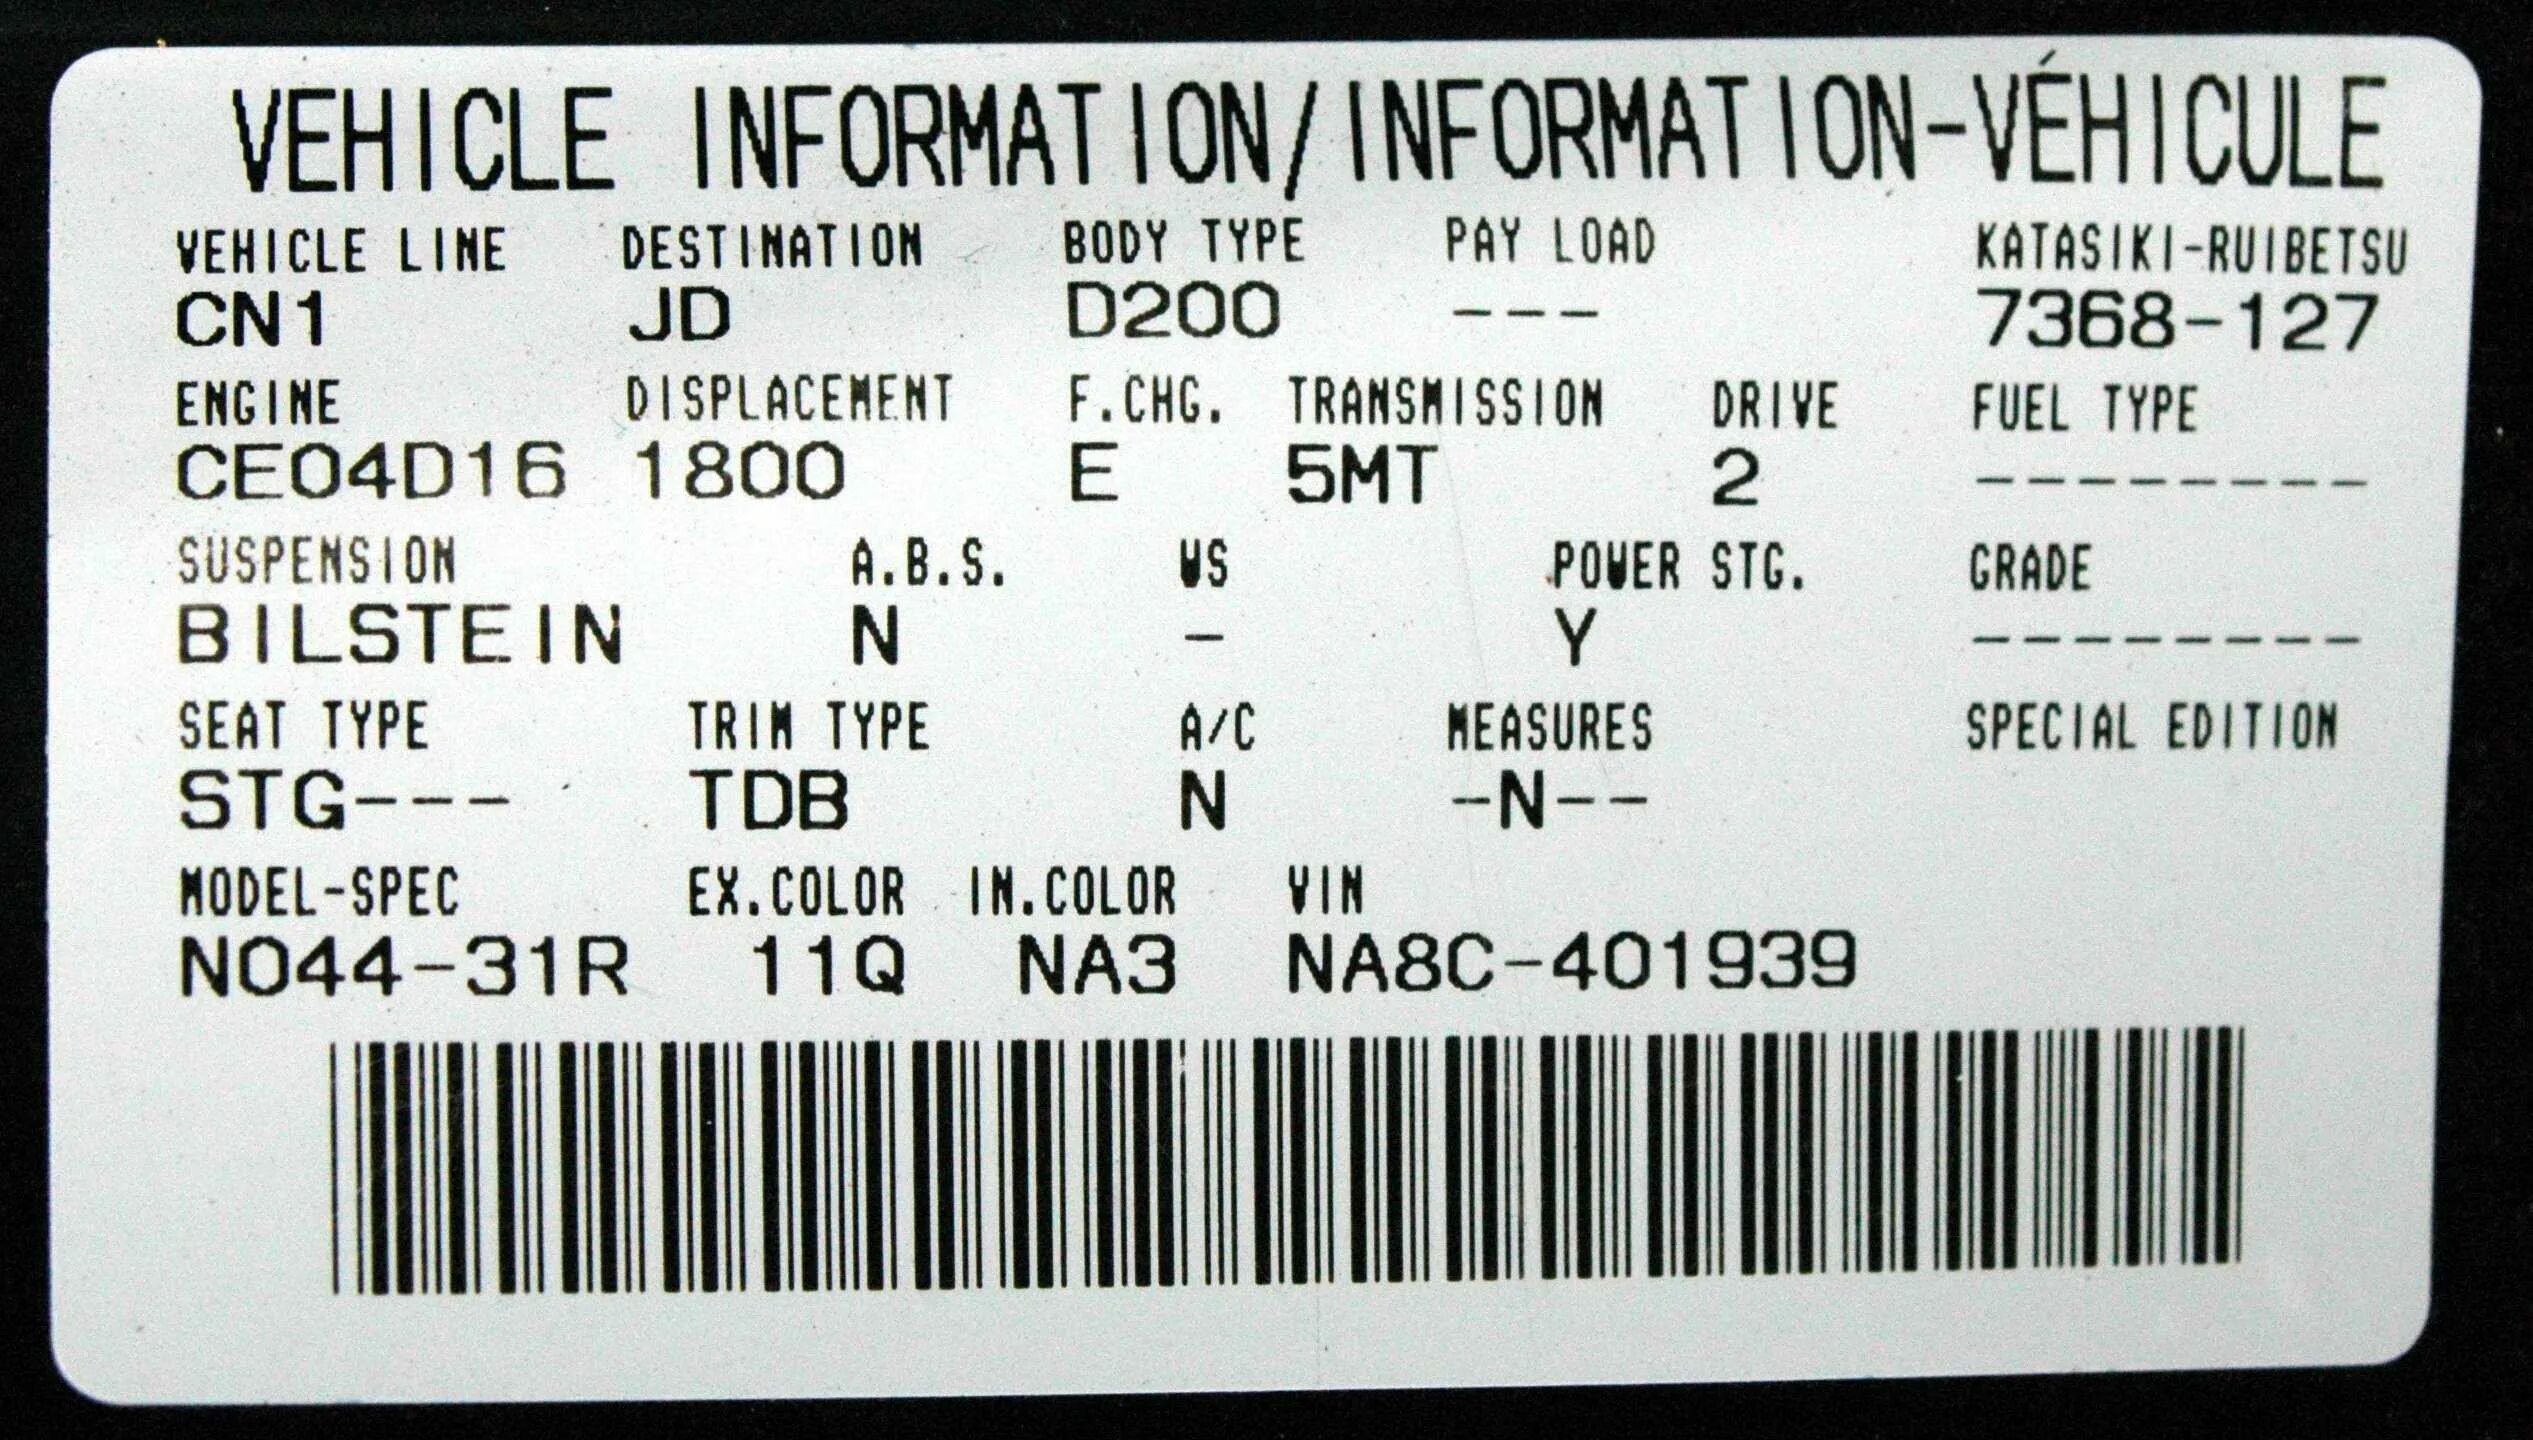 VEHICLE INFORMATION/INFORMATION-VÉHICULE
VEHICLE LINE DESTINATION BODY TYPE PAY LOAD KATASIKI-RUIBETSU
CN1 JD D200 --- 7368-127
ENGINE DISPLACEMENT F.CHG. TRANSMISSION DRIVE FUEL TYPE
CE04D16 1800 E 5MT 2 --------
SUSPENSION A.B.S. WS POWER STG. GRADE
BILSTEIN N - Y --------
SEAT TYPE TRIM TYPE A/C MEASURES SPECIAL EDITION
STG--- TDB N -N--
MODEL-SPEC EX.COLOR IN.COLOR VIN
N044-31R 11Q NA3 NA8C-401939